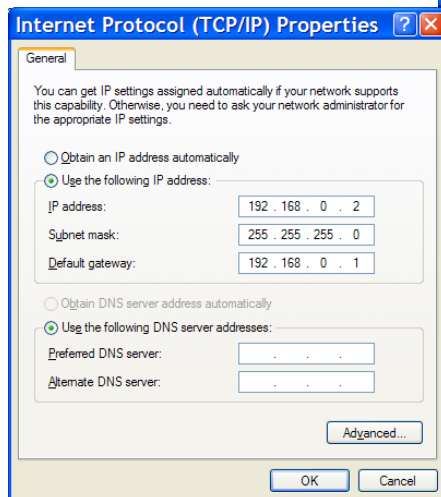 Internet Protocol (TCP/IP) Properties
General
You can get IP settings assigned automatically if your network supports
this capability. Otherwise, you need to ask your network administrator for
the appropriate IP settings.
Obtain an IP address automatically
Use the following IP address:
IP address: 192 . 168 . 0 . 2
Subnet mask: 255 . 255 . 255 . 0
Default gateway: 192 . 168 . 0 . 1
Obtain DNS server address automatically
Use the following DNS server addresses:
Preferred DNS server: . . .
Alternate DNS server: . . .
Advanced...
OK Cancel